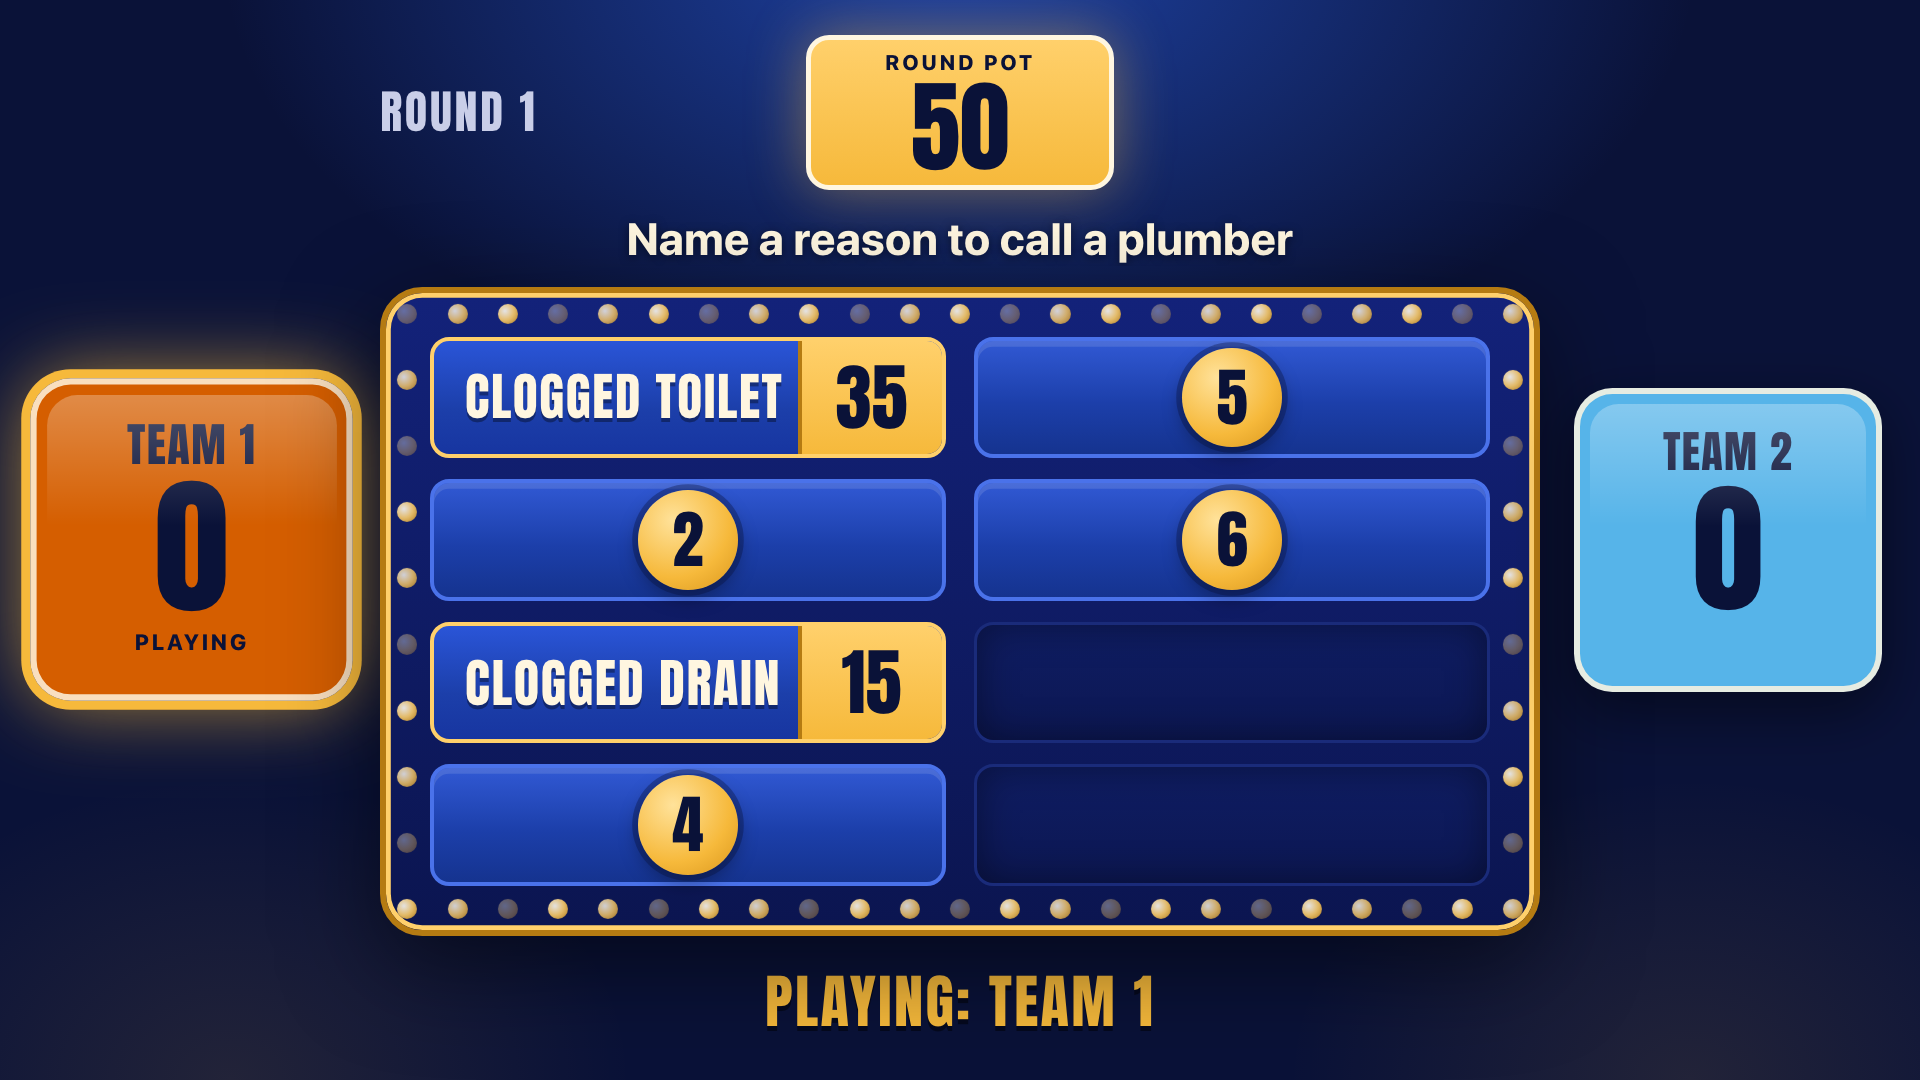 ROUND POT
50
ROUND 1
Name a reason to call a plumber
TEAM 1
0
PLAYING
CLOGGED TOILET 35
2
CLOGGED DRAIN 15
4
5
6
TEAM 2
0
PLAYING: TEAM 1